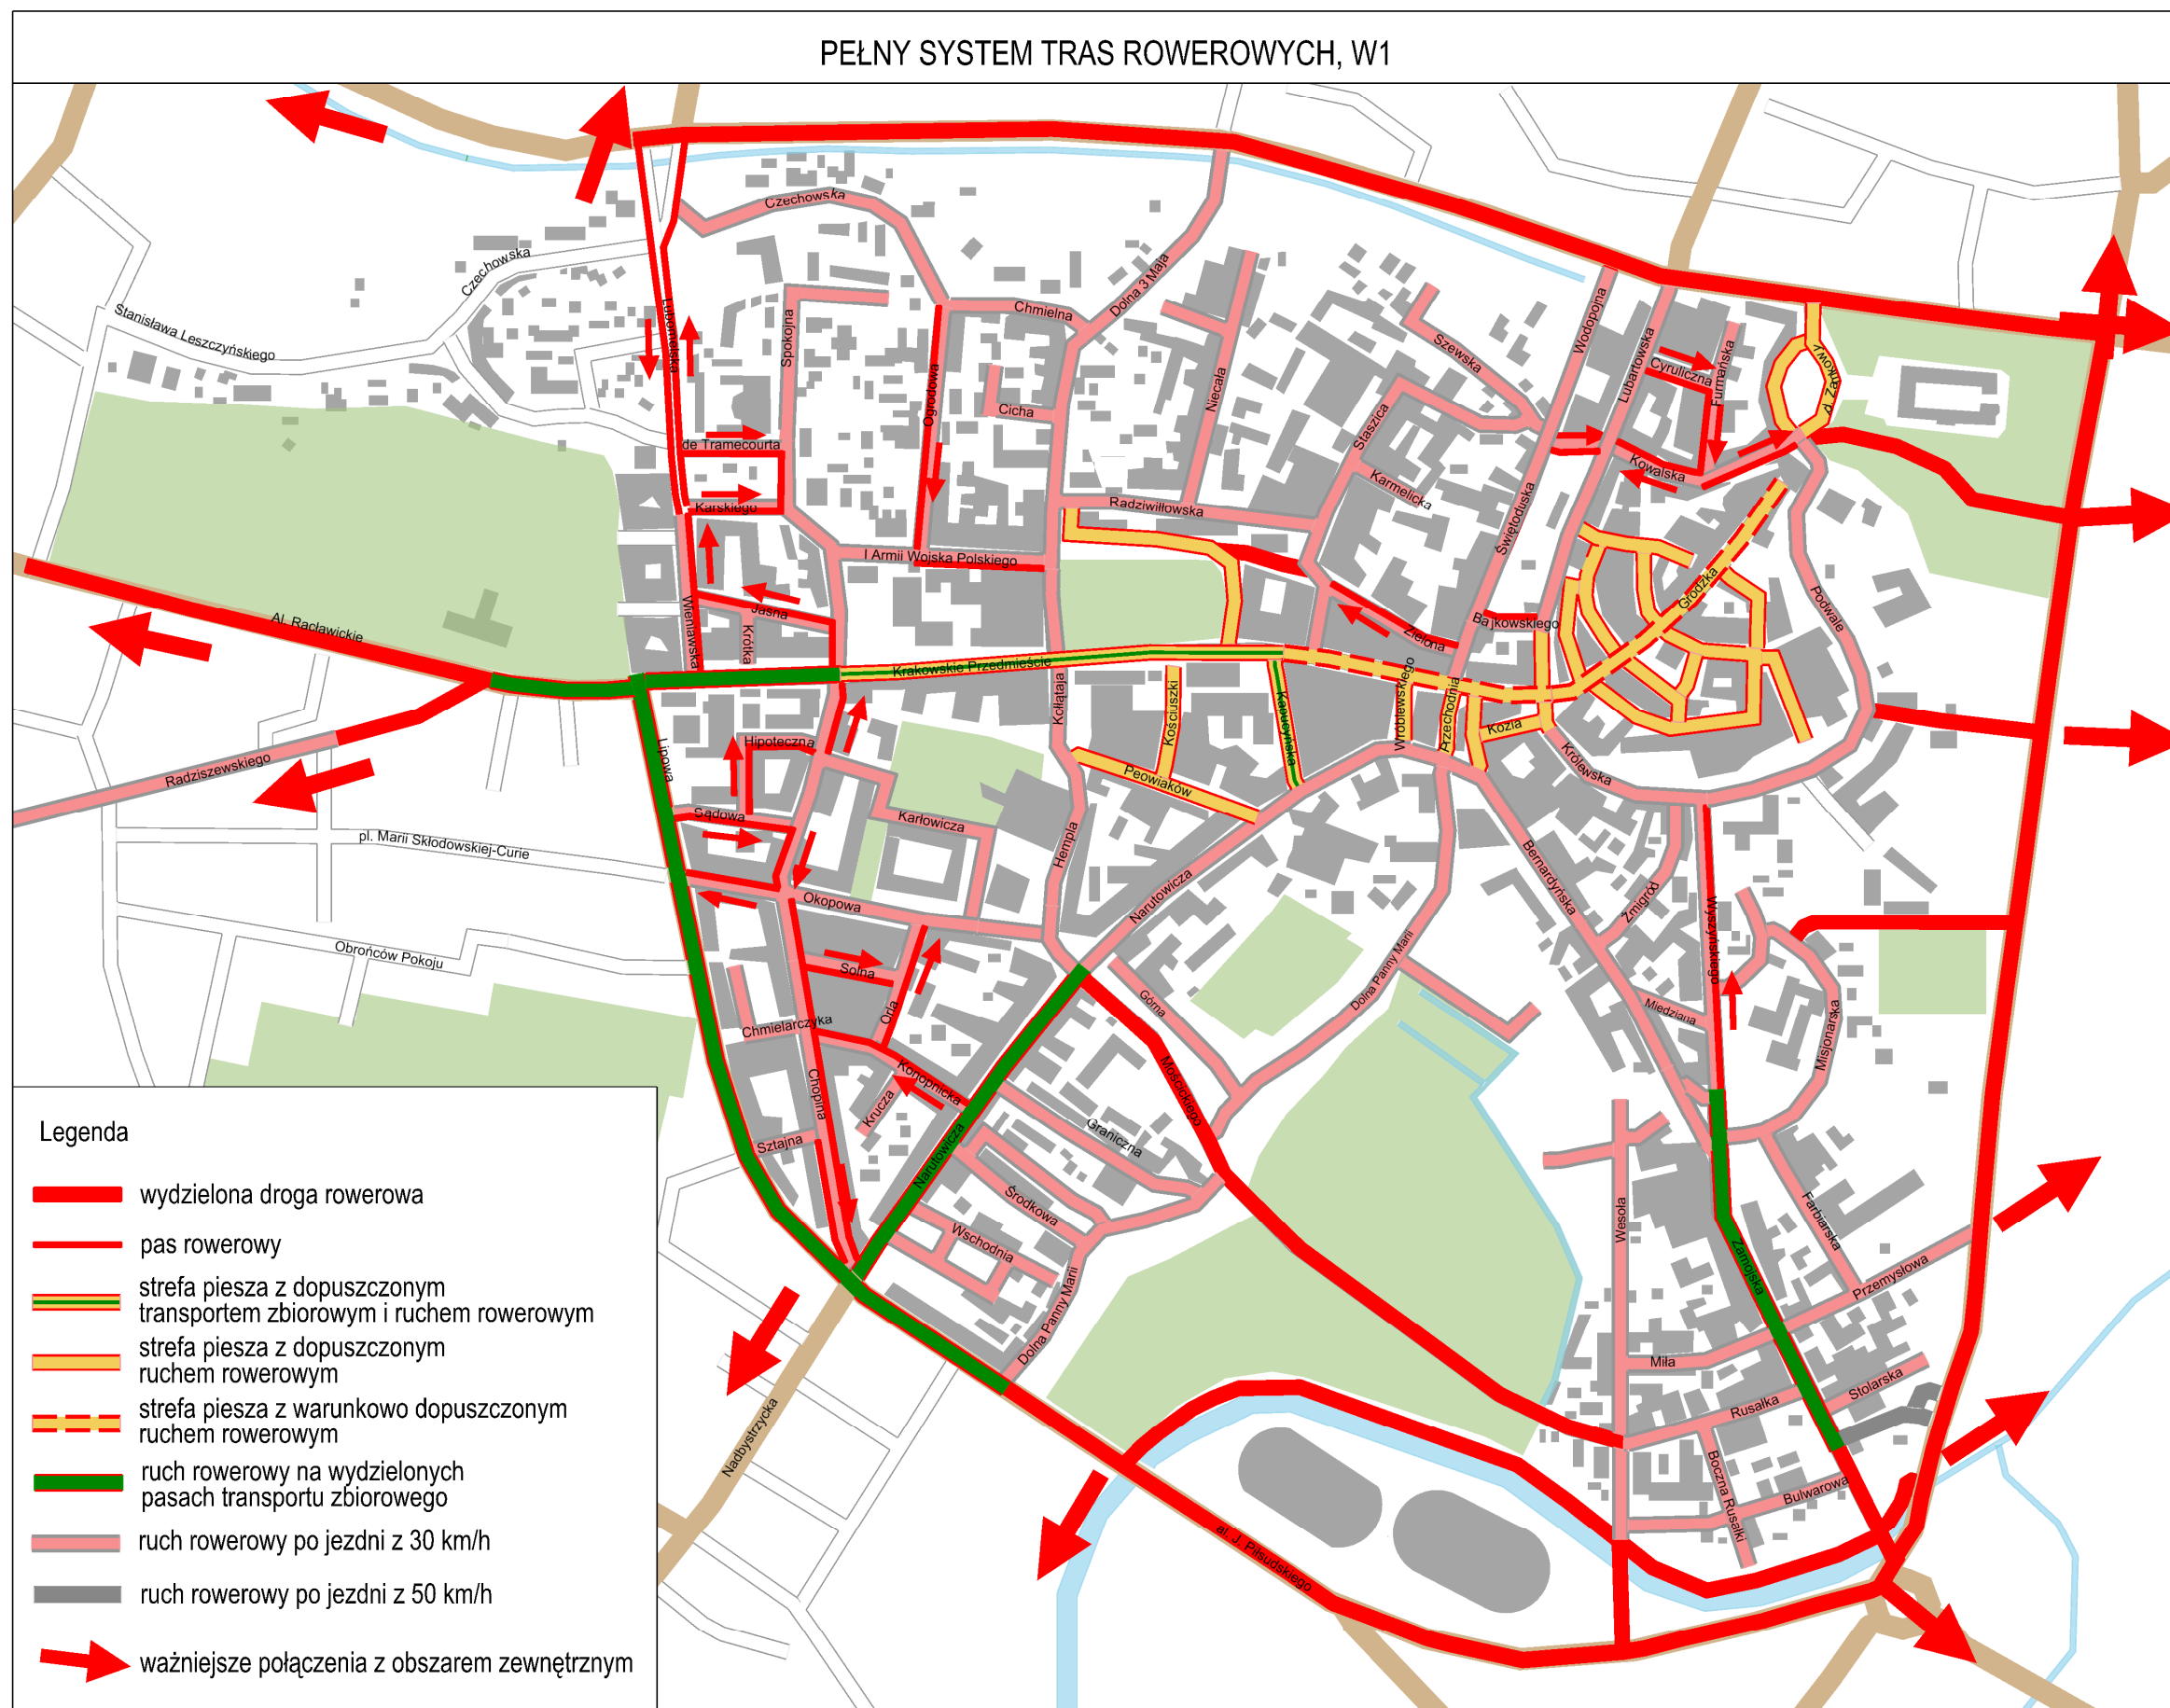 PEŁNY SYSTEM TRAS ROWEROWYCH, W1
Czechowska
Czechowska
Stanisława Leszczyńskiego
Lubomelska
Spokojna
Ogrodowa
Chmielna
Dolna 3 Maja
Cicha
Niecała
Szewska
Wodopojna
Lubartowska
Cyruliczna
Furmańska
pl. Zamkowy
de Tramecourta
Karskiego
Staszica
Karmelicka
Radziwiłłowska
Świętoduska
Kowalska
I Armii Wojska Polskiego
Jasna
Krótka
Wieniawska
Al. Racławickie
Grodzka
Podwale
Bajkowskiego
Zielona
Krakowskie Przedmieście
Kołłątaja
Kościuszki
Kapucyńska
Wróblewskiego
Przechodnia
Kozia
Królewska
Lipowa
Hipoteczna
Radziszewskiego
Peowiaków
Sądowa
Karłowicza
Hempla
pl. Marii Skłodowskiej-Curie
Narutowicza
Bernardyńska
Żmigród
Wyszyńskiego
Okopowa
Obrońców Pokoju
Solna
Orla
Górna
Dolna Panny Marii
Miedziana
Misjonarska
Chmielarczyka
Konopnicka
Krucza
Chopina
Mościckiego
Graniczna
Sztajna
Narutowicza
Środkowa
Wschodnia
Dolna Panny Marii
Wesoła
Farbiarska
Zamojska
Przemysłowa
Miła
Rusałka
Stolarska
Boczna Rusałki
Bulwarowa
Nadbystrzycka
al. J. Piłsudskiego
Legenda
wydzielona droga rowerowa
pas rowerowy
strefa piesza z dopuszczonym
transportem zbiorowym i ruchem rowerowym
strefa piesza z dopuszczonym
ruchem rowerowym
strefa piesza z warunkowo dopuszczonym
ruchem rowerowym
ruch rowerowy na wydzielonych
pasach transportu zbiorowego
ruch rowerowy po jezdni z 30 km/h
ruch rowerowy po jezdni z 50 km/h
ważniejsze połączenia z obszarem zewnętrznym